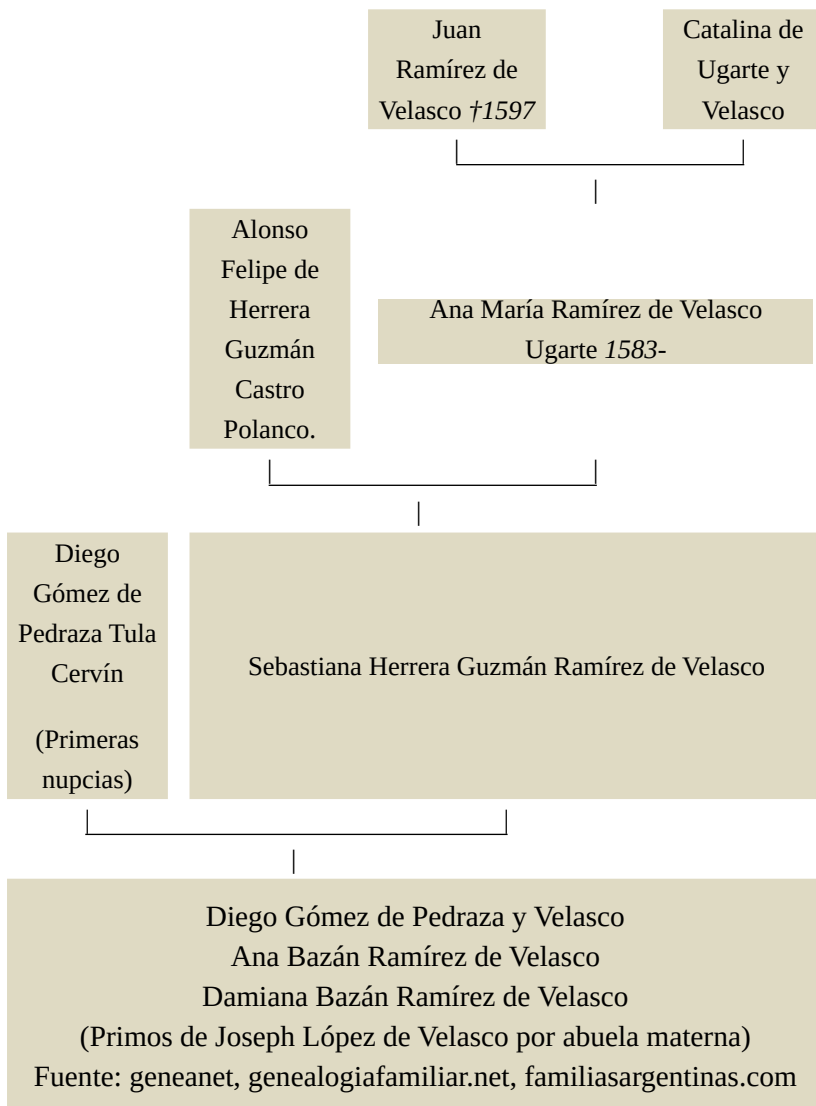 Juan
Ramírez de
Velasco †1597
Catalina de
Ugarte y
Velasco
Alonso
Felipe de
Herrera
Guzmán
Castro
Polanco.
Ana María Ramírez de Velasco
Ugarte 1583-
Diego
Gómez de
Pedraza Tula
Cervín
(Primeras
nupcias)
Sebastiana Herrera Guzmán Ramírez de Velasco
Diego Gómez de Pedraza y Velasco
Ana Bazán Ramírez de Velasco
Damiana Bazán Ramírez de Velasco
(Primos de Joseph López de Velasco por abuela materna)
Fuente: geneanet, genealogiafamiliar.net, familiasargentinas.com